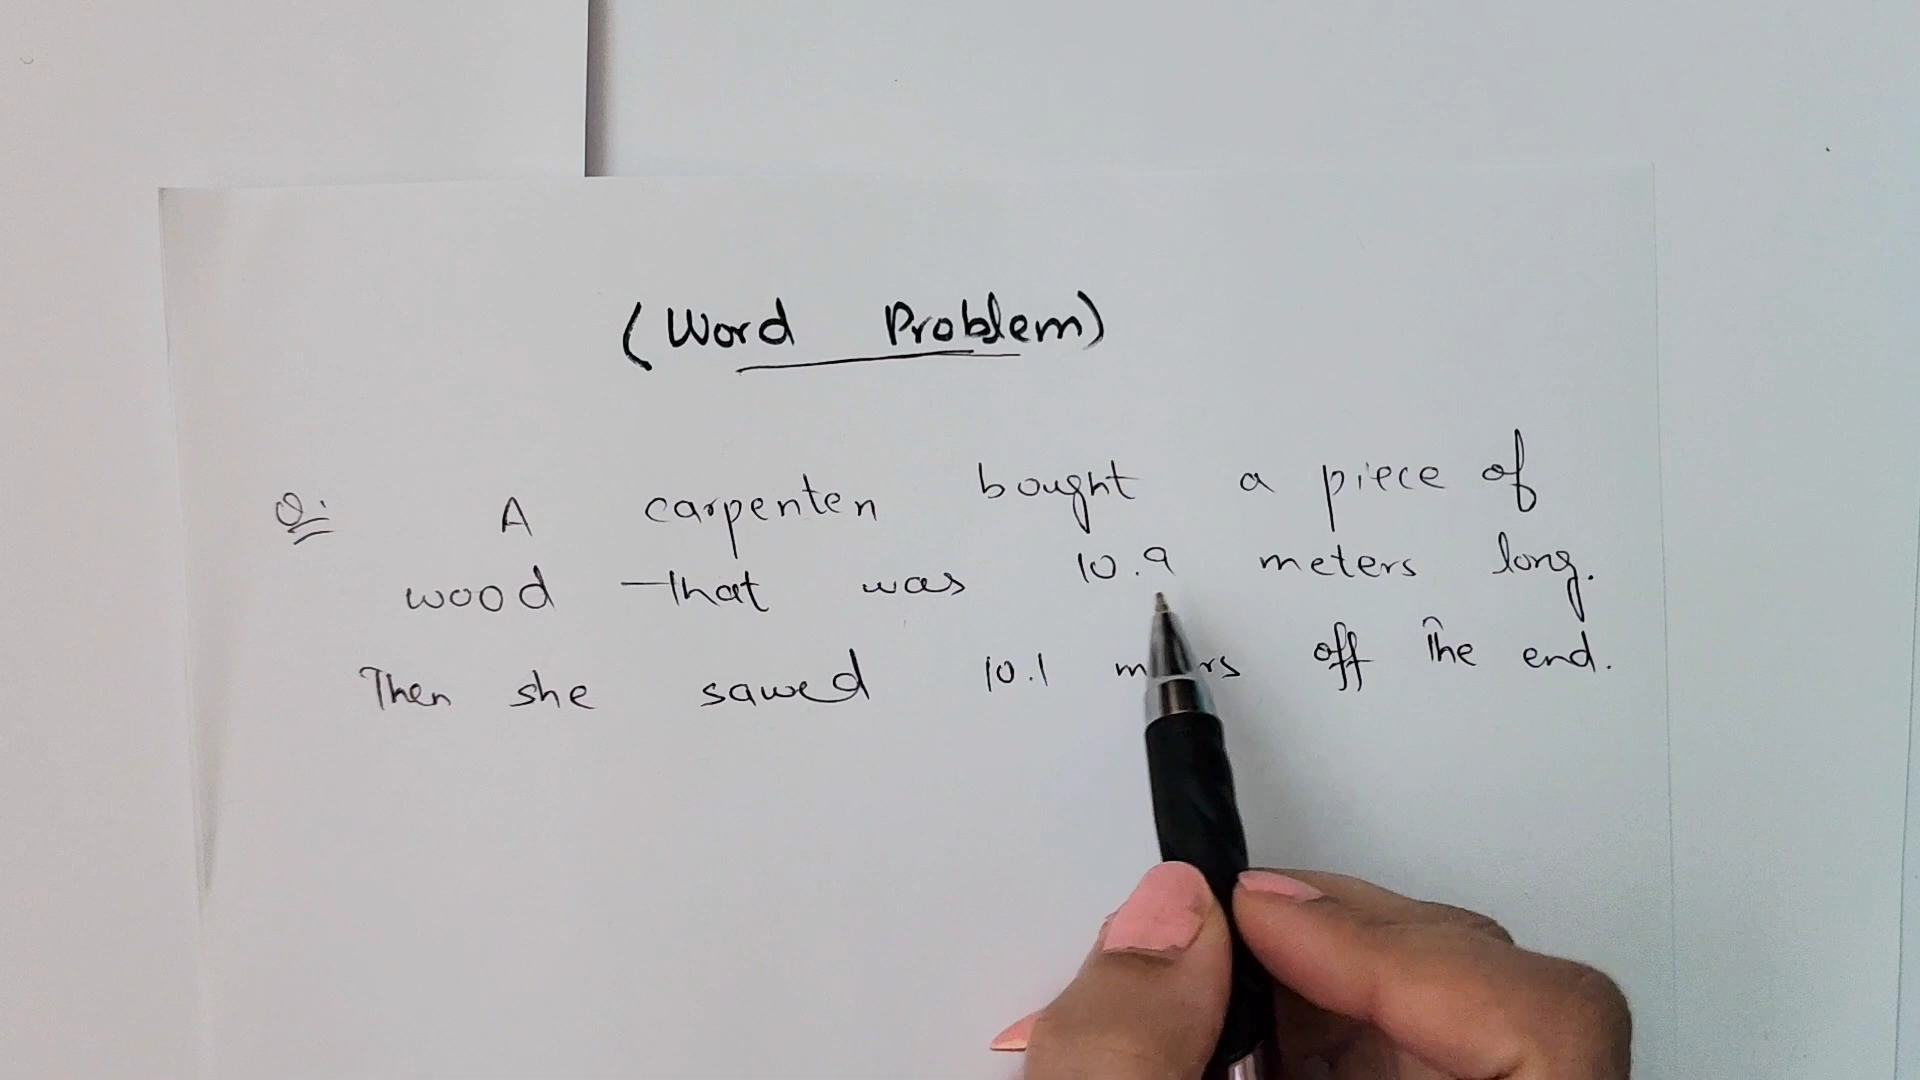 (Word Problem)
Q: A carpenter bought a piece of
wood that was 10.9 meters long.
Then she sawed 10.1 off the end.